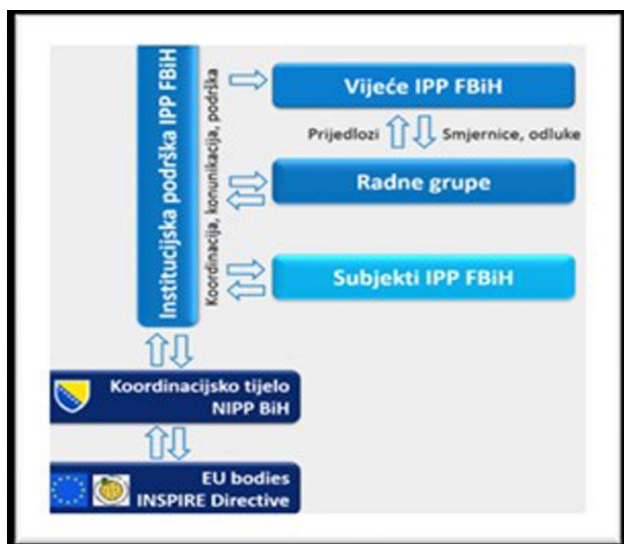 Institucijska podrška IPP FBiH
Koordinacija, komunikacija, podrška
Vijeće IPP FBiH
Prijedlozi
Smjernice, odluke
Radne grupe
Subjekti IPP FBiH
Koordinacijsko tijelo
NIPP BiH
EU bodies
INSPIRE Directive